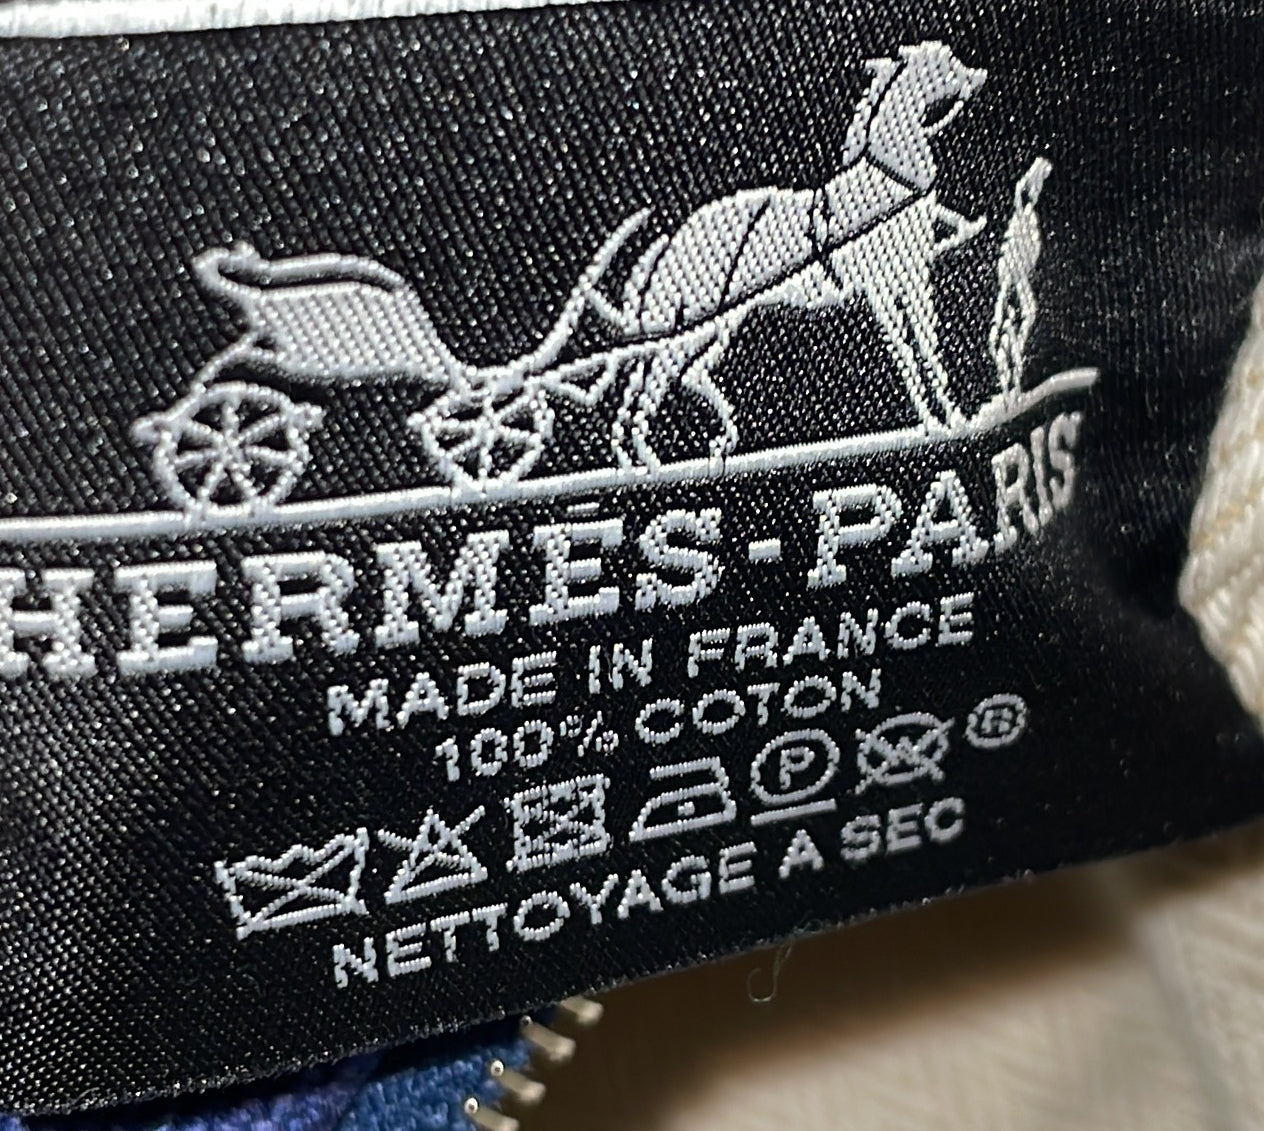 HERMÈS-PARIS
MADE IN FRANCE
100% COTON
P W ®
NETTOYAGE A SEC